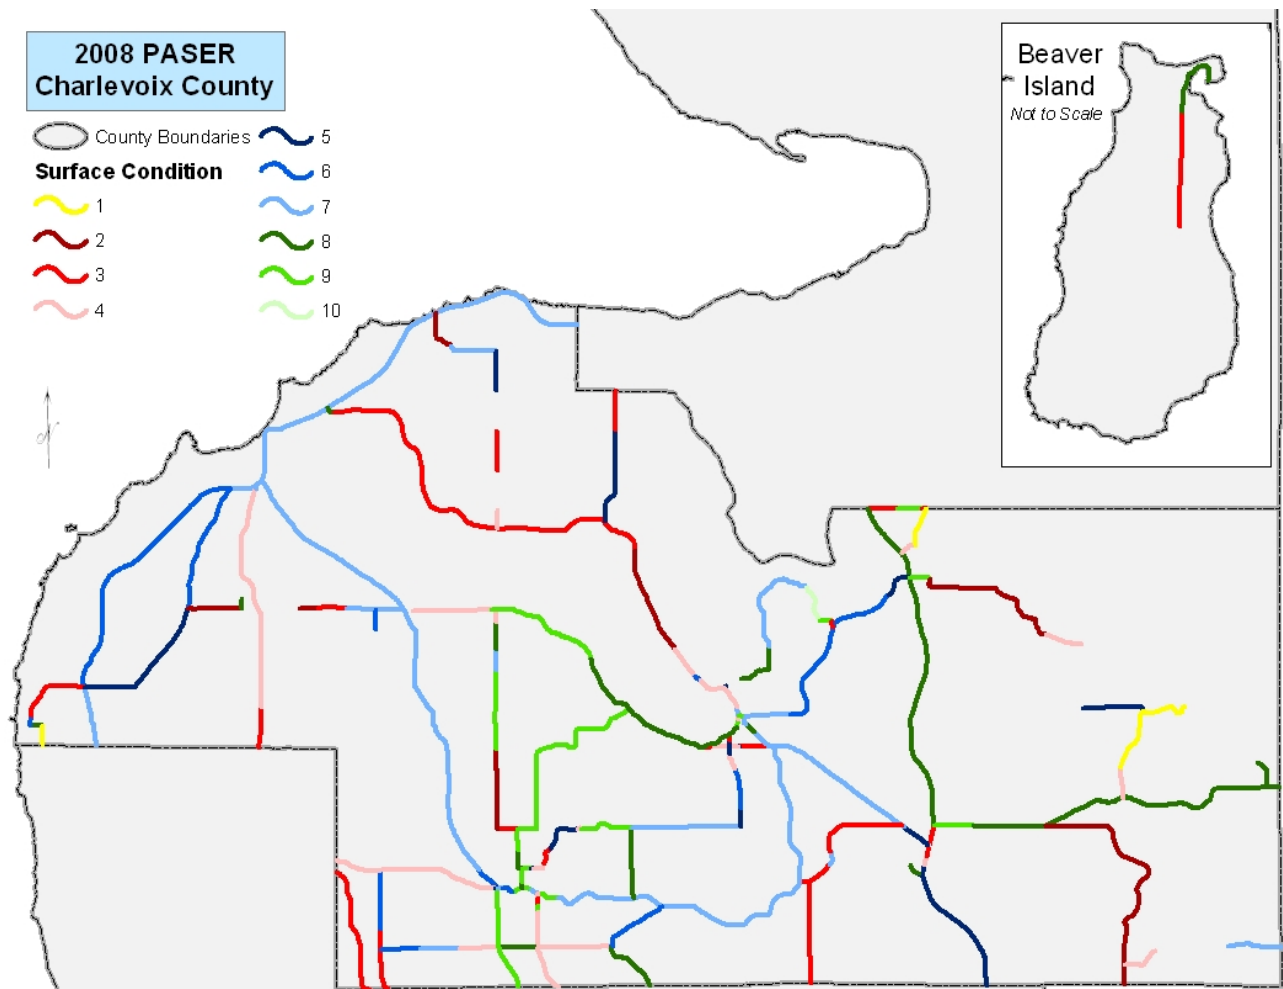 2008 PASER
Charlevoix County
County Boundaries
Surface Condition
1
2
3
4
5
6
7
8
9
10
Beaver
Island
Not to Scale